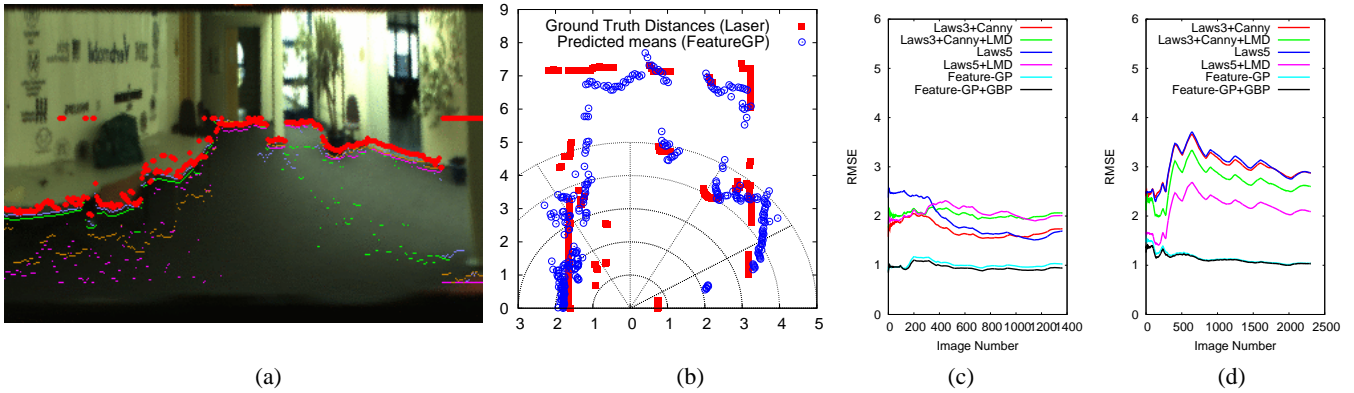 9
8
7
6
5
4
3
2
1
0
3 2 1 0 1 2 3 4 5
Ground Truth Distances (Laser)
Predicted means (FeatureGP)
6
5
4
3
2
1
0
RMSE
Laws3+Canny
Laws3+Canny+LMD
Laws5
Laws5+LMD
Feature-GP
Feature-GP+GBP
0 200 400 600 800 1000 1200 1400
Image Number
6
5
4
3
2
1
0
RMSE
Laws3+Canny
Laws3+Canny+LMD
Laws5
Laws5+LMD
Feature-GP
Feature-GP+GBP
0 500 1000 1500 2000 2500
Image Number
(a) (b) (c) (d)